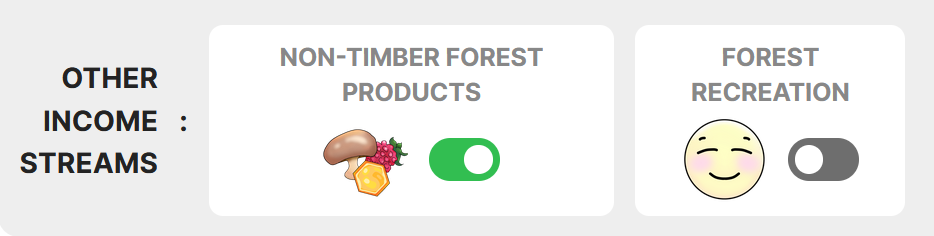 OTHER
INCOME :
STREAMS
NON-TIMBER FOREST
PRODUCTS
FOREST
RECREATION